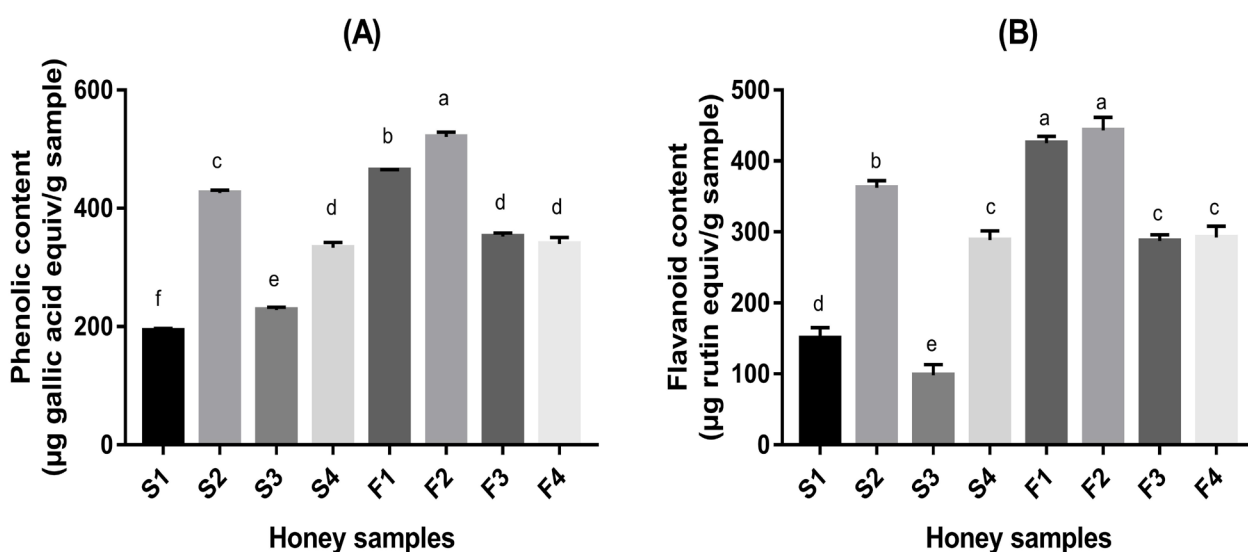 (A)
Phenolic content
(µg gallic acid equiv/g sample)
600
400
200
0
f
c
e
d
b
a
d
d
S1
S2
S3
S4
F1
F2
F3
F4
Honey samples
(B)
Flavanoid content
(µg rutin equiv/g sample)
500
400
300
200
100
0
d
b
e
c
a
a
c
c
S1
S2
S3
S4
F1
F2
F3
F4
Honey samples